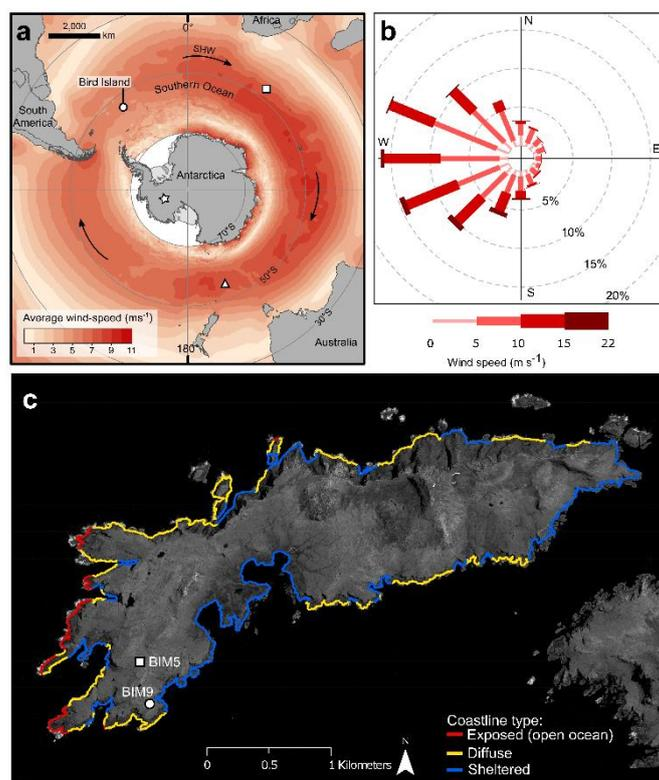 a
2,000
km
0°
Africa
SHW
Bird Island
Southern Ocean
South
America
Antarctica
70°S
50°S
30°S
Average wind-speed (ms-1)
1 3 5 7 9 11
180°
Australia
b
N
W
E
S
5%
10%
15%
20%
0 5 10 15 22
Wind speed (m s-1)
c
BIM5
BIM9
0 0.5 1 Kilometers
N
Coastline type:
Exposed (open ocean)
Diffuse
Sheltered